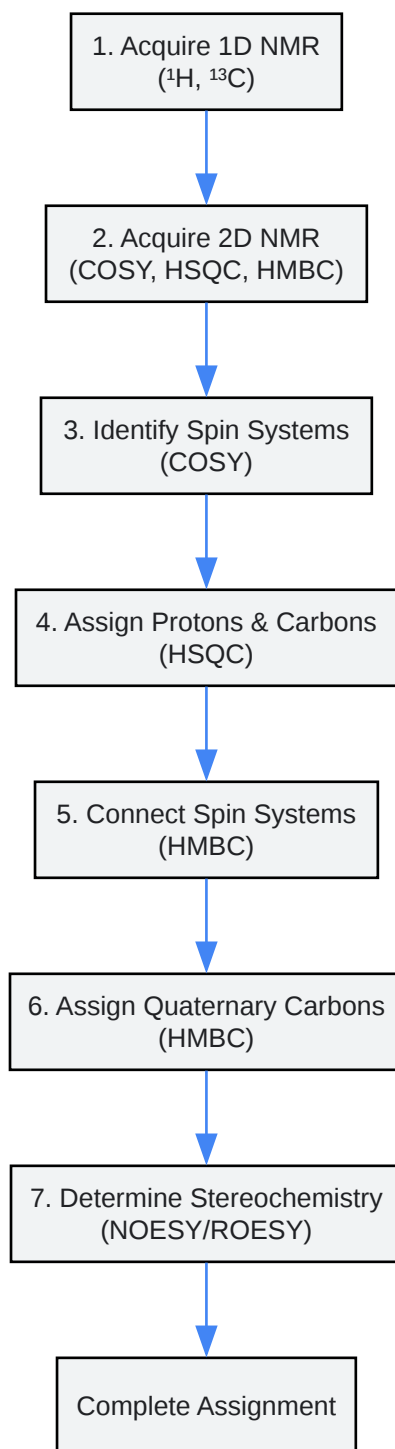 1. Acquire 1D NMR
(¹H, ¹³C)
2. Acquire 2D NMR
(COSY, HSQC, HMBC)
3. Identify Spin Systems
(COSY)
4. Assign Protons & Carbons
(HSQC)
5. Connect Spin Systems
(HMBC)
6. Assign Quaternary Carbons
(HMBC)
7. Determine Stereochemistry
(NOESY/ROESY)
Complete Assignment